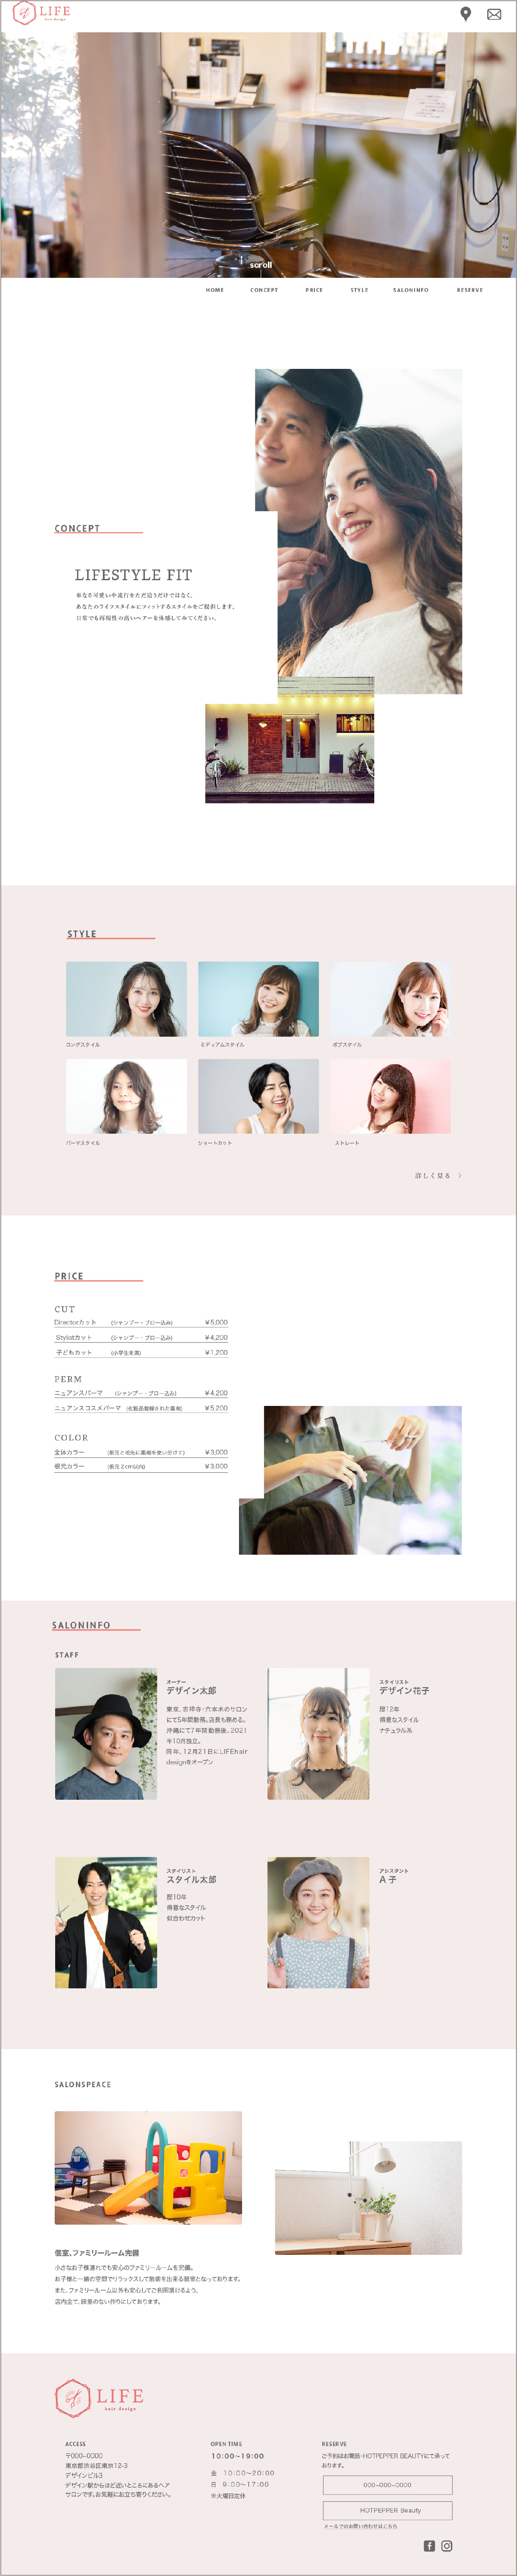 LIFE
hair design
scroll
HOME CONCEPT PRICE STYLE SALONINFO RESERVE
CONCEPT
LIFESTYLE FIT
単なる可愛いや流行をただ追うだけではなく、
あなたのライフスタイルにフィットするスタイルをご提供します。
日常でも再現性の高いヘアーを体感してみてください。
STYLE
ロングスタイル ミディアムスタイル ボブスタイル
パーマスタイル ショートカット ストレート
詳しく見る 〉
PRICE
CUT
Directorカット (シャンプー・ブロー込み) ￥5,000
Stylistカット (シャンプー・ブロー込み) ￥4,200
子どもカット (小学生未満) ￥1,200
PERM
ニュアンスパーマ (シャンプー・ブロー込み) ￥4,200
ニュアンスコスメパーマ (化粧品登録された薬剤) ￥5,200
COLOR
全体カラー (根元と毛先に薬剤を使い分けて) ￥3,000
根元カラー (根元２cm以内) ￥3,000
SALONINFO
STAFF
オーナー
デザイン太郎
東京、吉祥寺・六本木のサロン
にて5年間勤務。店長も務める。
沖縄にて７年間勤務後、2021
年10月独立。
同年、12月21日にLIFEhair
designをオープン
スタイリスト
デザイン花子
歴12年
得意なスタイル
ナチュラル系
スタイリスト
スタイル太郎
歴10年
得意なスタイル
似合わせカット
アシスタント
A 子
SALONSPEACE
個室、ファミリールーム完備
小さなお子様連れでも安心のファミリールームを完備。
お子様と一緒の空間でリラックスして施術を出来る個室となっております。
また、ファミリールーム以外も安心してご利用頂けるよう、
店内全て、段差のない作りにしております。
LIFE
hair design
ACCESS
〒000-0000
東京都渋谷区東京12-3
デザインビル3
デザイン駅からほど近いところにあるヘア
サロンです。お気軽にお立ち寄りください。
OPEN TIME
10:00〜19:00
金 10:00〜20:00
日 9:00〜17:00
※火曜日定休
RESERVE
ご予約はお電話・HOTPEPPER BEAUTYにて承って
おります。
000-000-0000
HOTPEPPER Beauty
メールでのお問い合わせはこちら